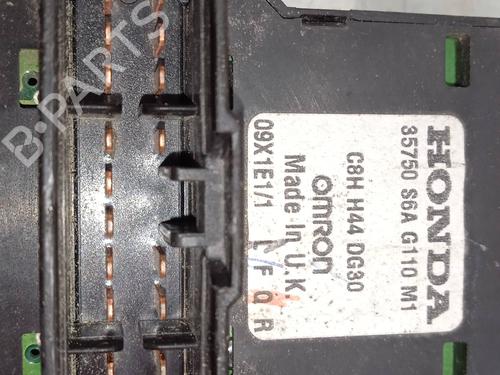 HONDA
35750 S6A G110 M1
C8H H44 DG30
OMRON
Made In U.K.
09X1E1/1 L F Q R
B-PARTS